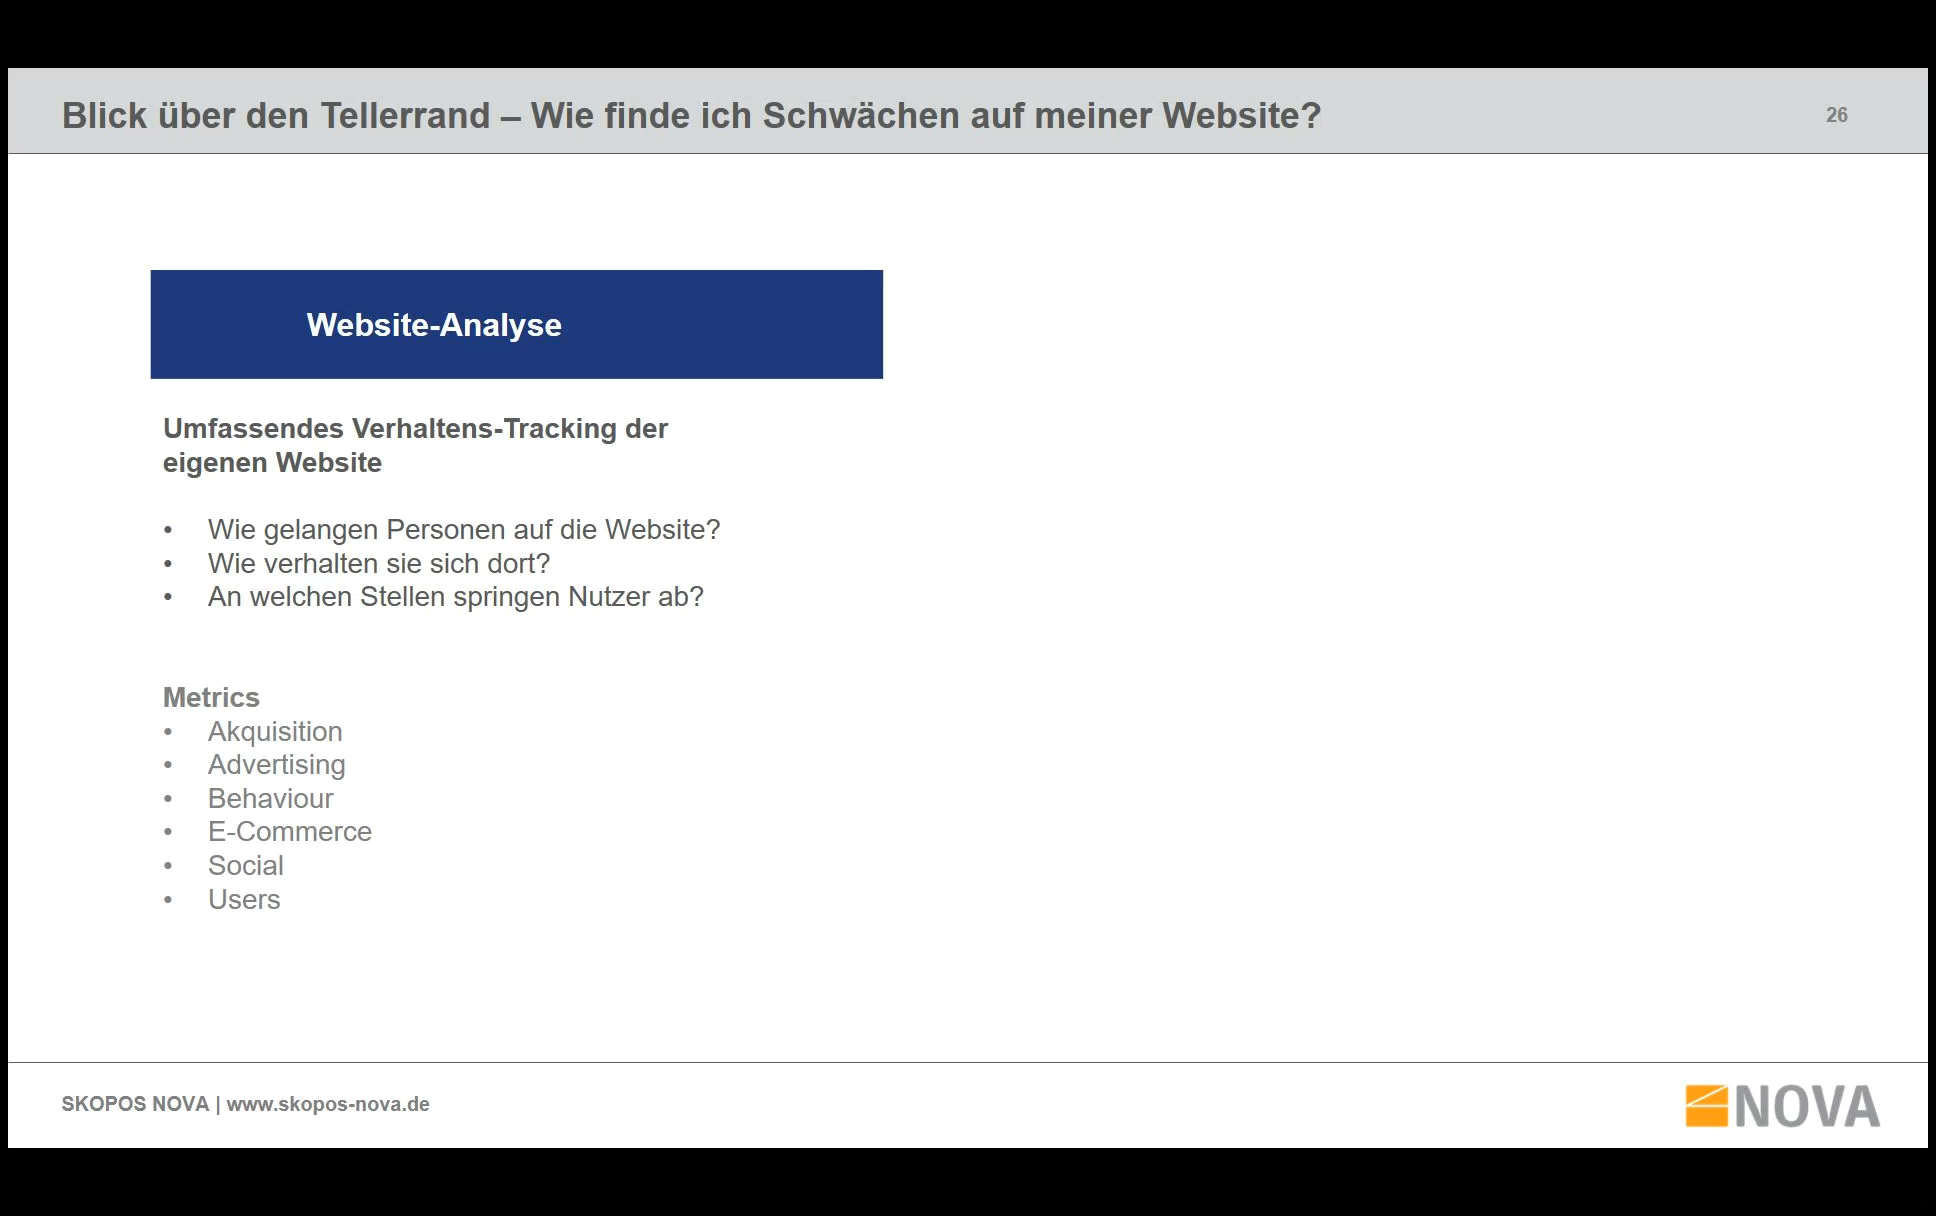 Blick über den Tellerrand – Wie finde ich Schwächen auf meiner Website?
26
Website-Analyse
Umfassendes Verhaltens-Tracking der
eigenen Website
• Wie gelangen Personen auf die Website?
• Wie verhalten sie sich dort?
• An welchen Stellen springen Nutzer ab?
Metrics
• Akquisition
• Advertising
• Behaviour
• E-Commerce
• Social
• Users
SKOPOS NOVA | www.skopos-nova.de
NOVA